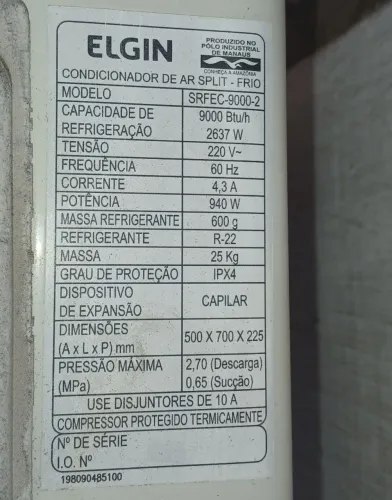 ELGIN
PRODUZIDO NO
PÓLO INDUSTRIAL
DE MANAUS
CONHEÇA A AMAZÔNIA
CONDICIONADOR DE AR SPLIT - FRIO
MODELO SRFEC-9000-2
CAPACIDADE DE REFRIGERAÇÃO 9000 Btu/h 2637 W
TENSÃO 220 V~
FREQUÊNCIA 60 Hz
CORRENTE 4,3 A
POTÊNCIA 940 W
MASSA REFRIGERANTE 600 g
REFRIGERANTE R-22
MASSA 25 Kg
GRAU DE PROTEÇÃO IPX4
DISPOSITIVO DE EXPANSÃO CAPILAR
DIMENSÕES (A x L x P) mm 500 X 700 X 225
PRESSÃO MÁXIMA 2,70 (Descarga)
(MPa) 0,65 (Sucção)
USE DISJUNTORES DE 10 A
COMPRESSOR PROTEGIDO TERMICAMENTE
Nº DE SÉRIE
I.O. Nº
198090485100